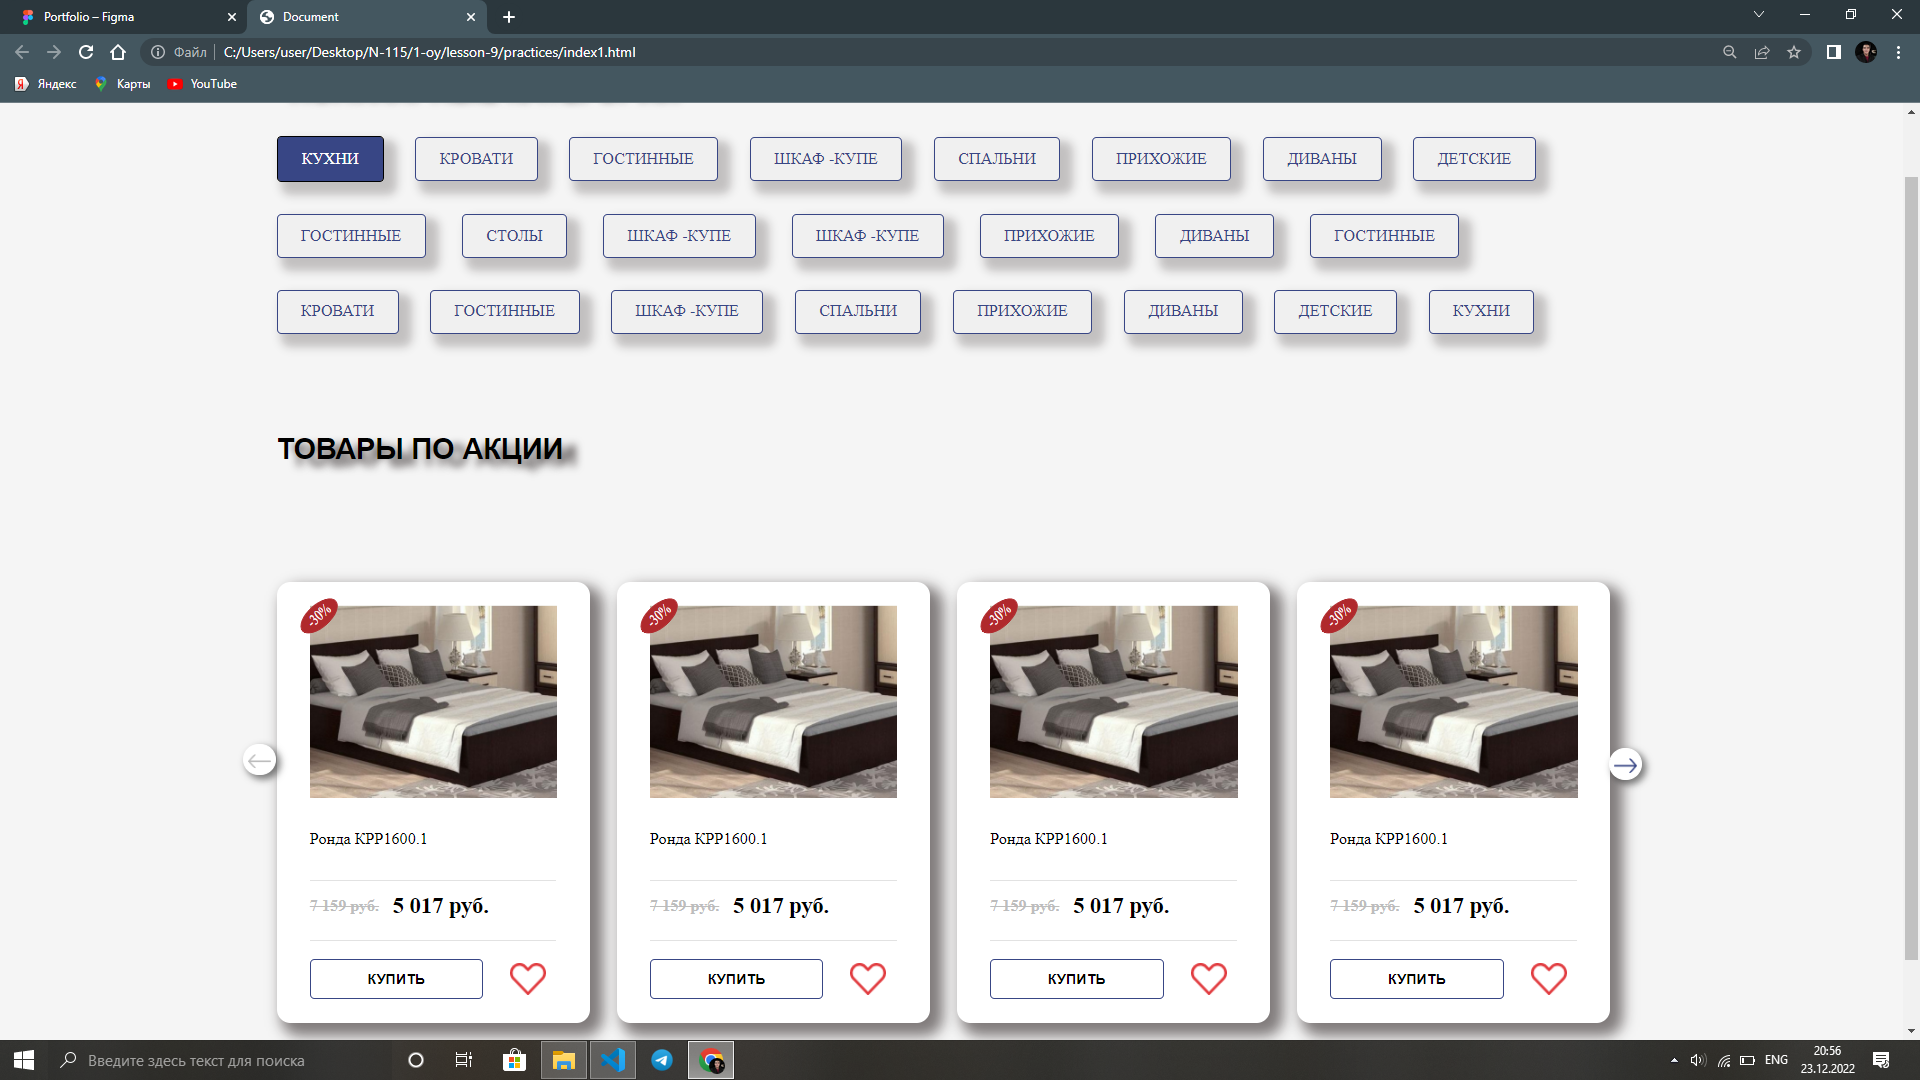 Portfolio – Figma
Document
Файл
C:/Users/user/Desktop/N-115/1-oy/lesson-9/practices/index1.html
Яндекс
Карты
YouTube
КУХНИ КРОВАТИ ГОСТИННЫЕ ШКАФ -КУПЕ СПАЛЬНИ ПРИХОЖИЕ ДИВАНЫ ДЕТСКИЕ
ГОСТИННЫЕ СТОЛЫ ШКАФ -КУПЕ ШКАФ -КУПЕ ПРИХОЖИЕ ДИВАНЫ ГОСТИННЫЕ
КРОВАТИ ГОСТИННЫЕ ШКАФ -КУПЕ СПАЛЬНИ ПРИХОЖИЕ ДИВАНЫ ДЕТСКИЕ КУХНИ
ТОВАРЫ ПО АКЦИИ
-30% -30% -30% -30%
Ронда КРР1600.1 Ронда КРР1600.1 Ронда КРР1600.1 Ронда КРР1600.1
7 159 руб. 5 017 руб. 7 159 руб. 5 017 руб. 7 159 руб. 5 017 руб. 7 159 руб. 5 017 руб.
КУПИТЬ КУПИТЬ КУПИТЬ КУПИТЬ
Введите здесь текст для поиска
ENG
20:56
23.12.2022